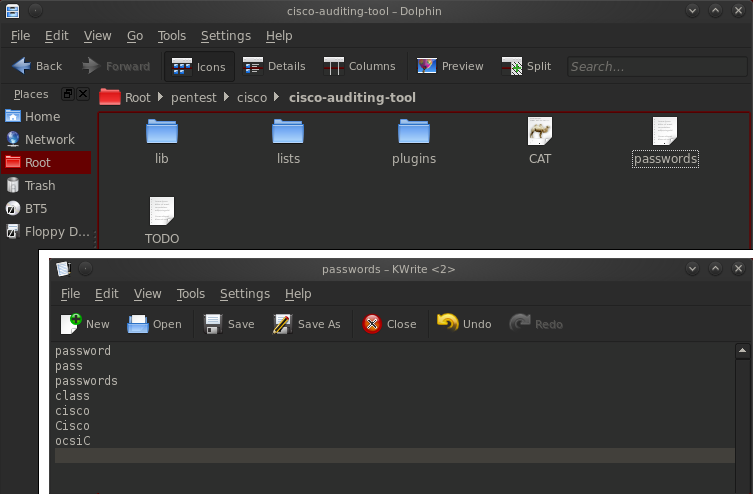 cisco-auditing-tool – Dolphin
File Edit View Go Tools Settings Help
Back Forward Icons Details Columns Preview Split Search...
Places
Root pentest cisco cisco-auditing-tool
Home
Network
Root
Trash
BT5
Floppy D...
lib lists plugins CAT passwords
TODO
passwords – KWrite <2>
File Edit View Tools Settings Help
New Open Save Save As Close Undo Redo
password
pass
passwords
class
cisco
Cisco
ocsiC